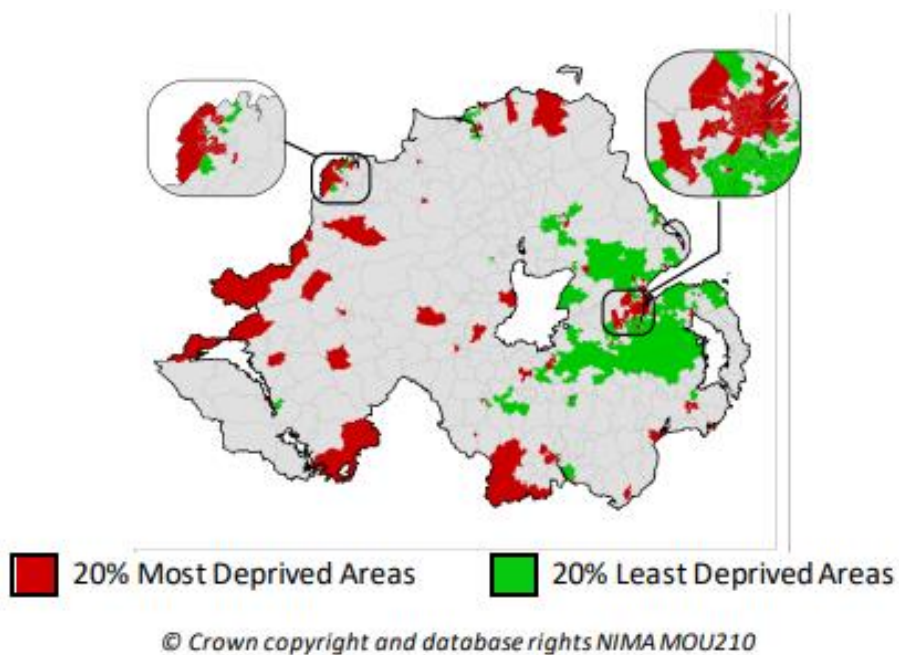 20% Most Deprived Areas
20% Least Deprived Areas
© Crown copyright and database rights NIMA MOU210